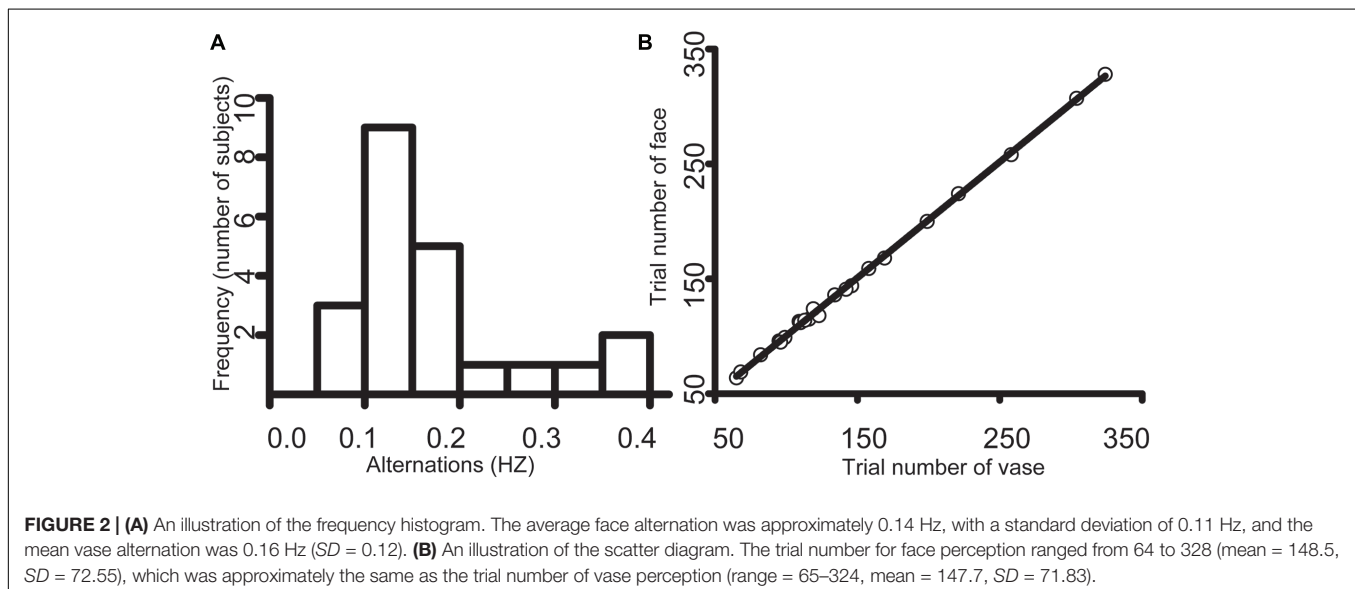 A
B
Frequency (number of subjects)
10
8
6
4
2
0.0 0.1 0.2 0.3 0.4
Alternations (HZ)
Trial number of face
350
250
150
50
50 150 250 350
Trial number of vase
FIGURE 2 | (A) An illustration of the frequency histogram. The average face alternation was approximately 0.14 Hz, with a standard deviation of 0.11 Hz, and the
mean vase alternation was 0.16 Hz (SD = 0.12). (B) An illustration of the scatter diagram. The trial number for face perception ranged from 64 to 328 (mean = 148.5,
SD = 72.55), which was approximately the same as the trial number of vase perception (range = 65–324, mean = 147.7, SD = 71.83).